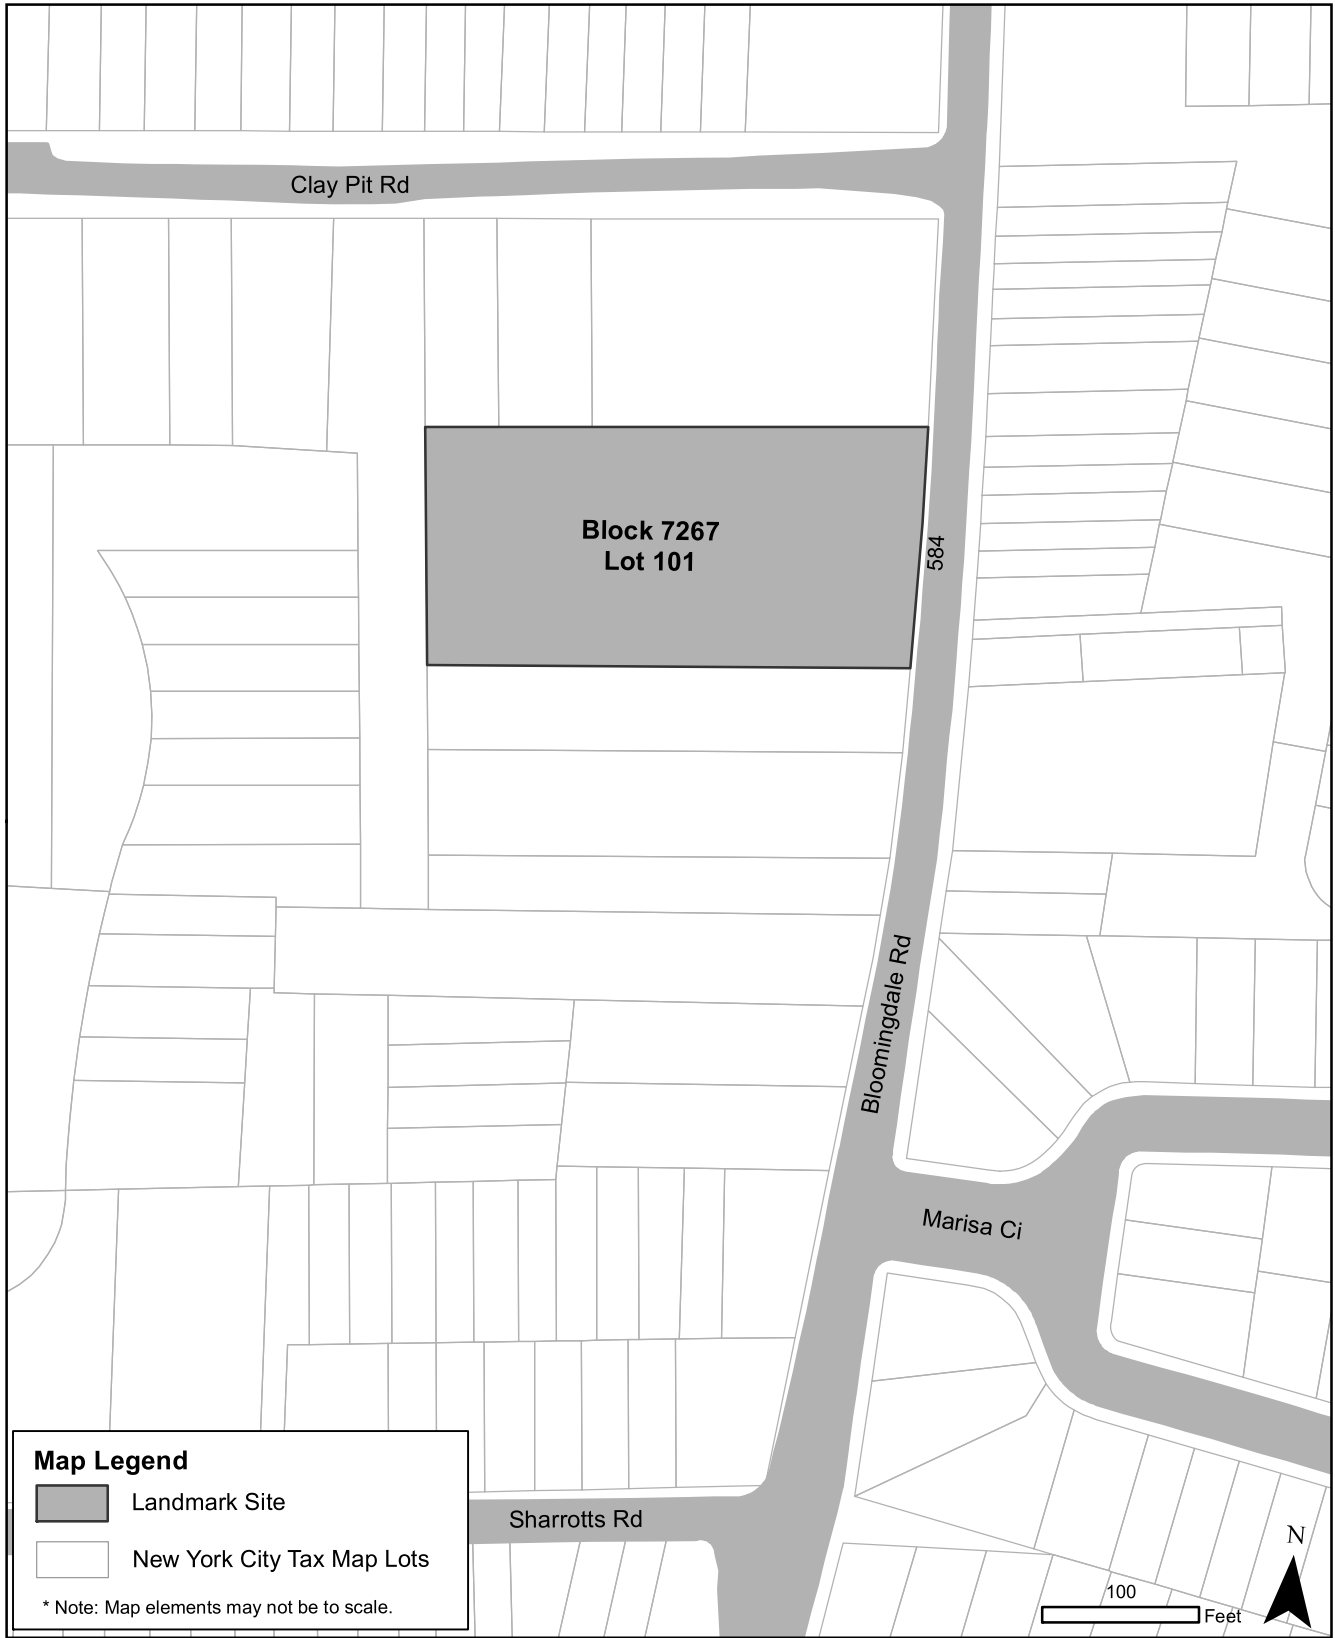 Clay Pit Rd
Block 7267
Lot 101
584
Bloomingdale Rd
Marisa Ci
Sharrotts Rd
Map Legend
Landmark Site
New York City Tax Map Lots
* Note: Map elements may not be to scale.
N
100
Feet